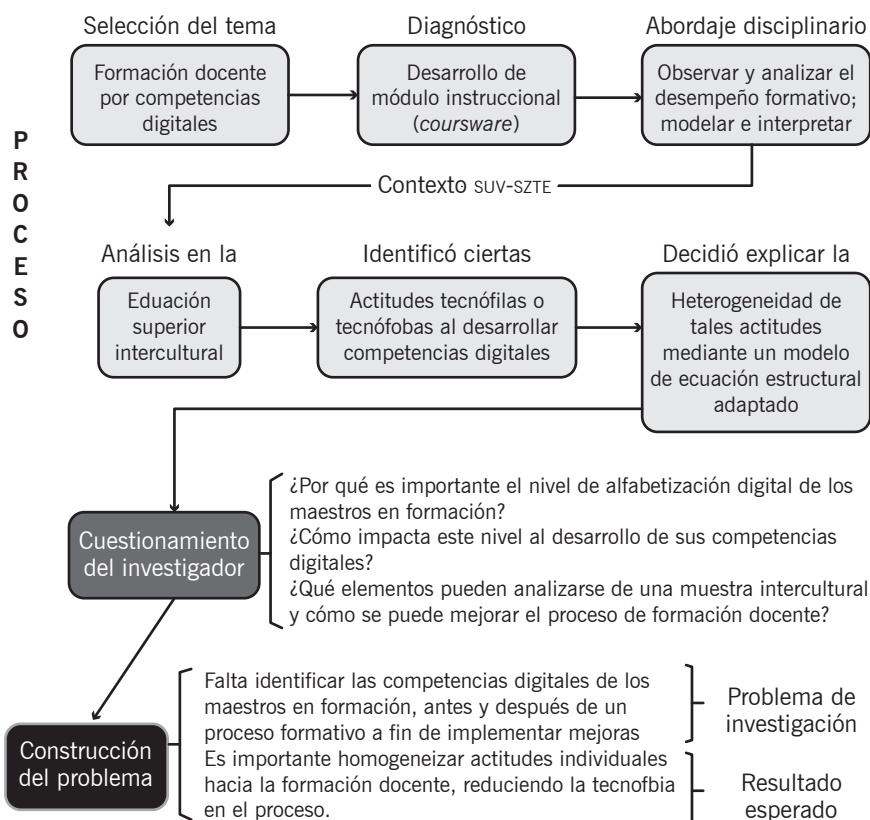 PROCESO
Selección del tema
Formación docente
por competencias
digitales
Diagnóstico
Desarrollo de
módulo instruccional
(coursware)
Abordaje disciplinario
Observar y analizar el
desempeño formativo;
modelar e interpretar
Contexto SUV-SZTE
Análisis en la
Eduación
superior
intercultural
Identificó ciertas
Actitudes tecnófilas o
tecnófobas al desarrollar
competencias digitales
Decidió explicar la
Heterogeneidad de
tales actitudes
mediante un modelo
de ecuación estructural
adaptado
Cuestionamiento
del investigador
¿Por qué es importante el nivel de alfabetización digital de los
maestros en formación?
¿Cómo impacta este nivel al desarrollo de sus competencias
digitales?
¿Qué elementos pueden analizarse de una muestra intercultural
y cómo se puede mejorar el proceso de formación docente?
Construcción
del problema
Falta identificar las competencias digitales de los
maestros en formación, antes y después de un
proceso formativo a fin de implementar mejoras
Es importante homogeneizar actitudes individuales
hacia la formación docente, reduciendo la tecnofbia
en el proceso.
Problema de
investigación
Resultado
esperado